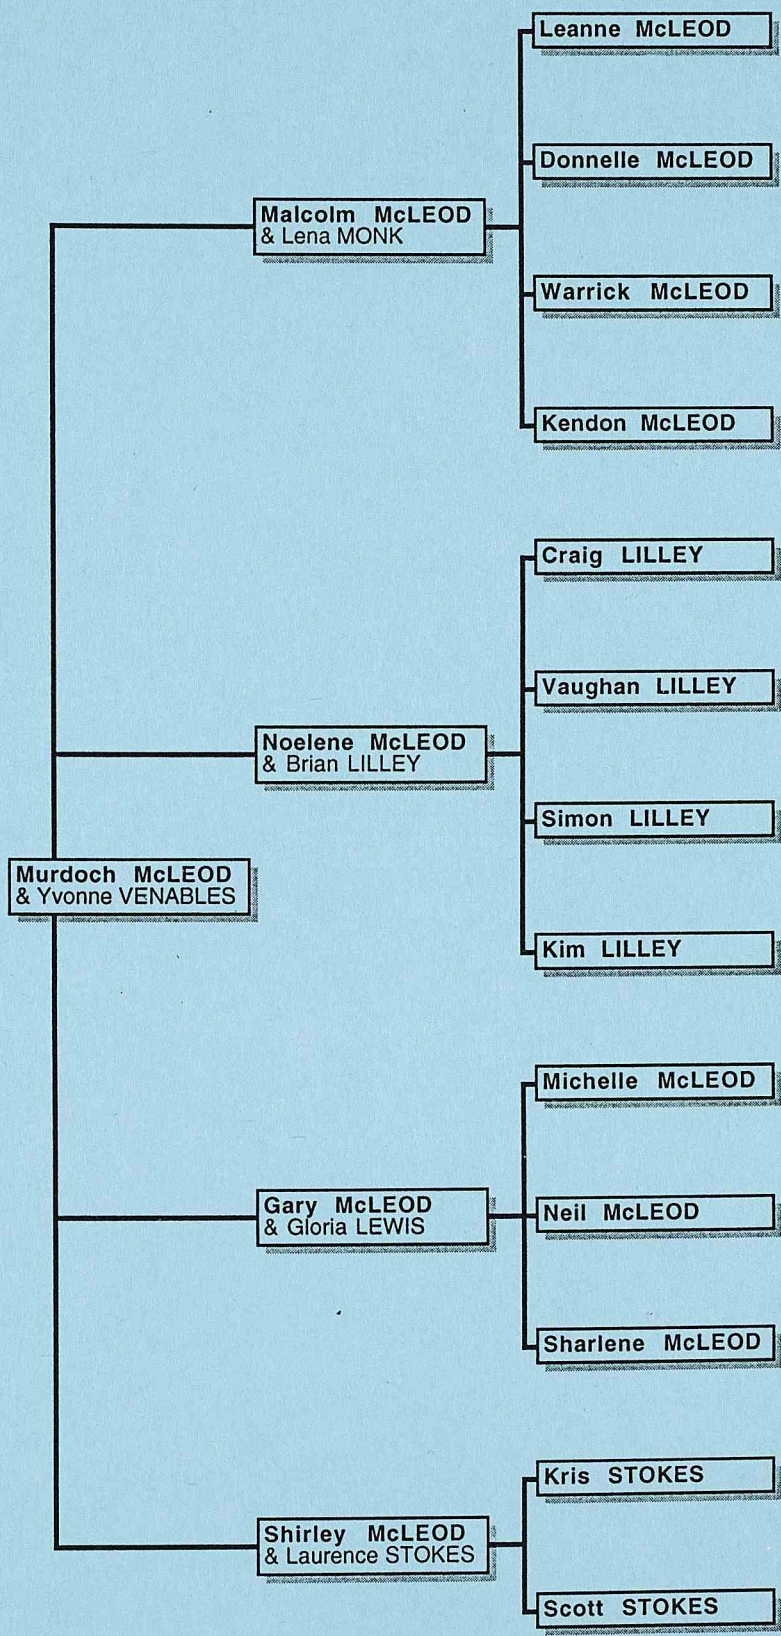 Leanne McLEOD
Donnelle McLEOD
Malcolm McLEOD
& Lena MONK
Warrick McLEOD
Kendon McLEOD
Craig LILLEY
Vaughan LILLEY
Noelene McLEOD
& Brian LILLEY
Simon LILLEY
Murdoch McLEOD
& Yvonne VENABLES
Kim LILLEY
Michelle McLEOD
Gary McLEOD
& Gloria LEWIS
Neil McLEOD
Sharlene McLEOD
Kris STOKES
Shirley McLEOD
& Laurence STOKES
Scott STOKES